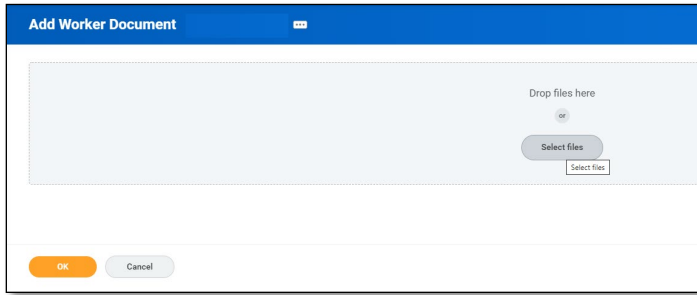 Add Worker Document
Drop files here
or
Select files
Select files
OK Cancel